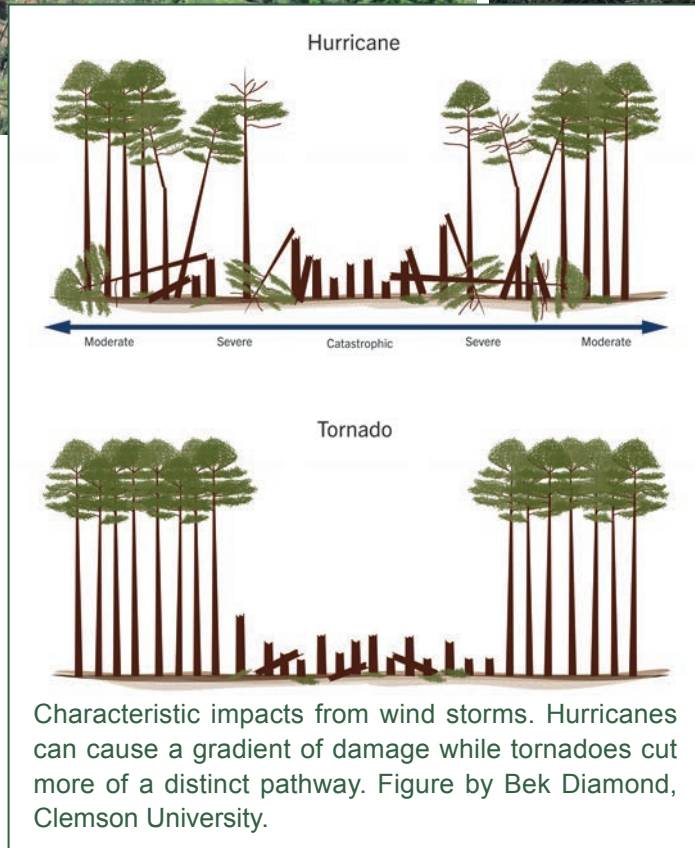 Hurricane
Moderate Severe Catastrophic Severe Moderate
Tornado
Characteristic impacts from wind storms. Hurricanes
can cause a gradient of damage while tornadoes cut
more of a distinct pathway. Figure by Bek Diamond,
Clemson University.